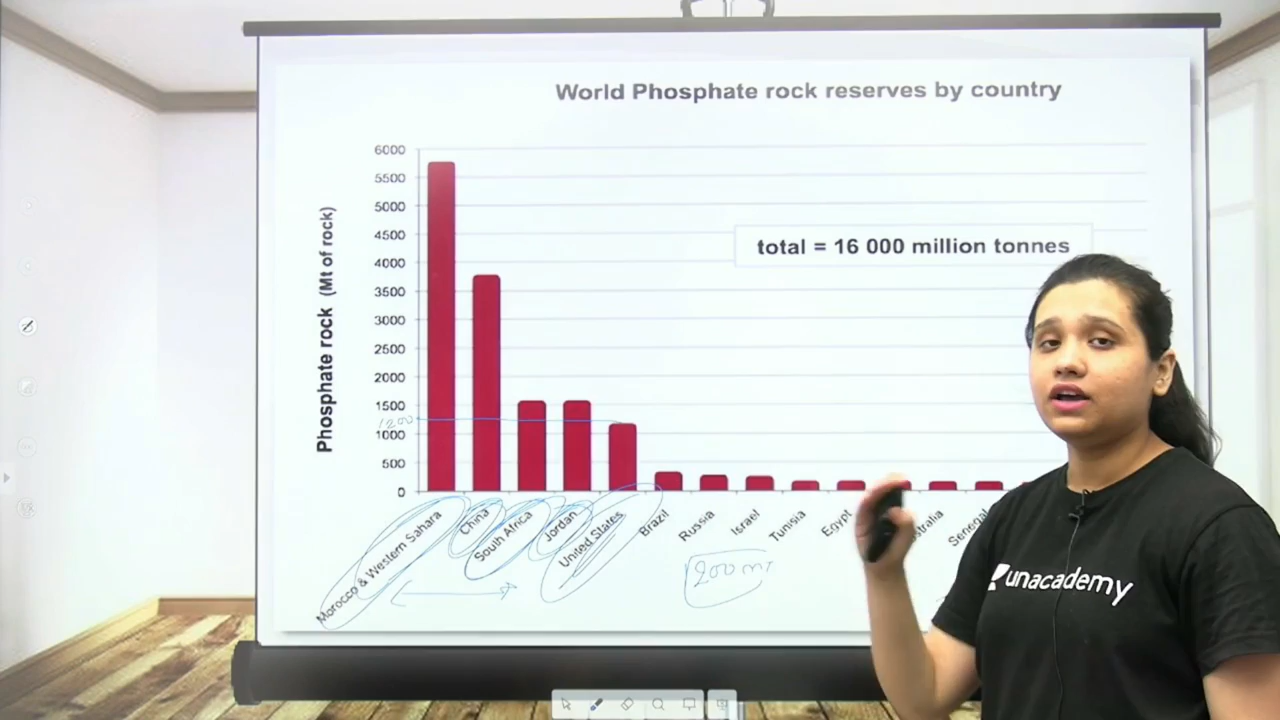 World Phosphate rock reserves by country
Phosphate rock (Mt of rock)
6000
5500
5000
4500
4000
3500
3000
2500
2000
1500
1200
1000
500
0
total = 16 000 million tonnes
Morocco & Western Sahara
China
South Africa
Jordan
United States
Brazil
Russia
Israel
Tunisia
Egypt
Senegal
unacademy